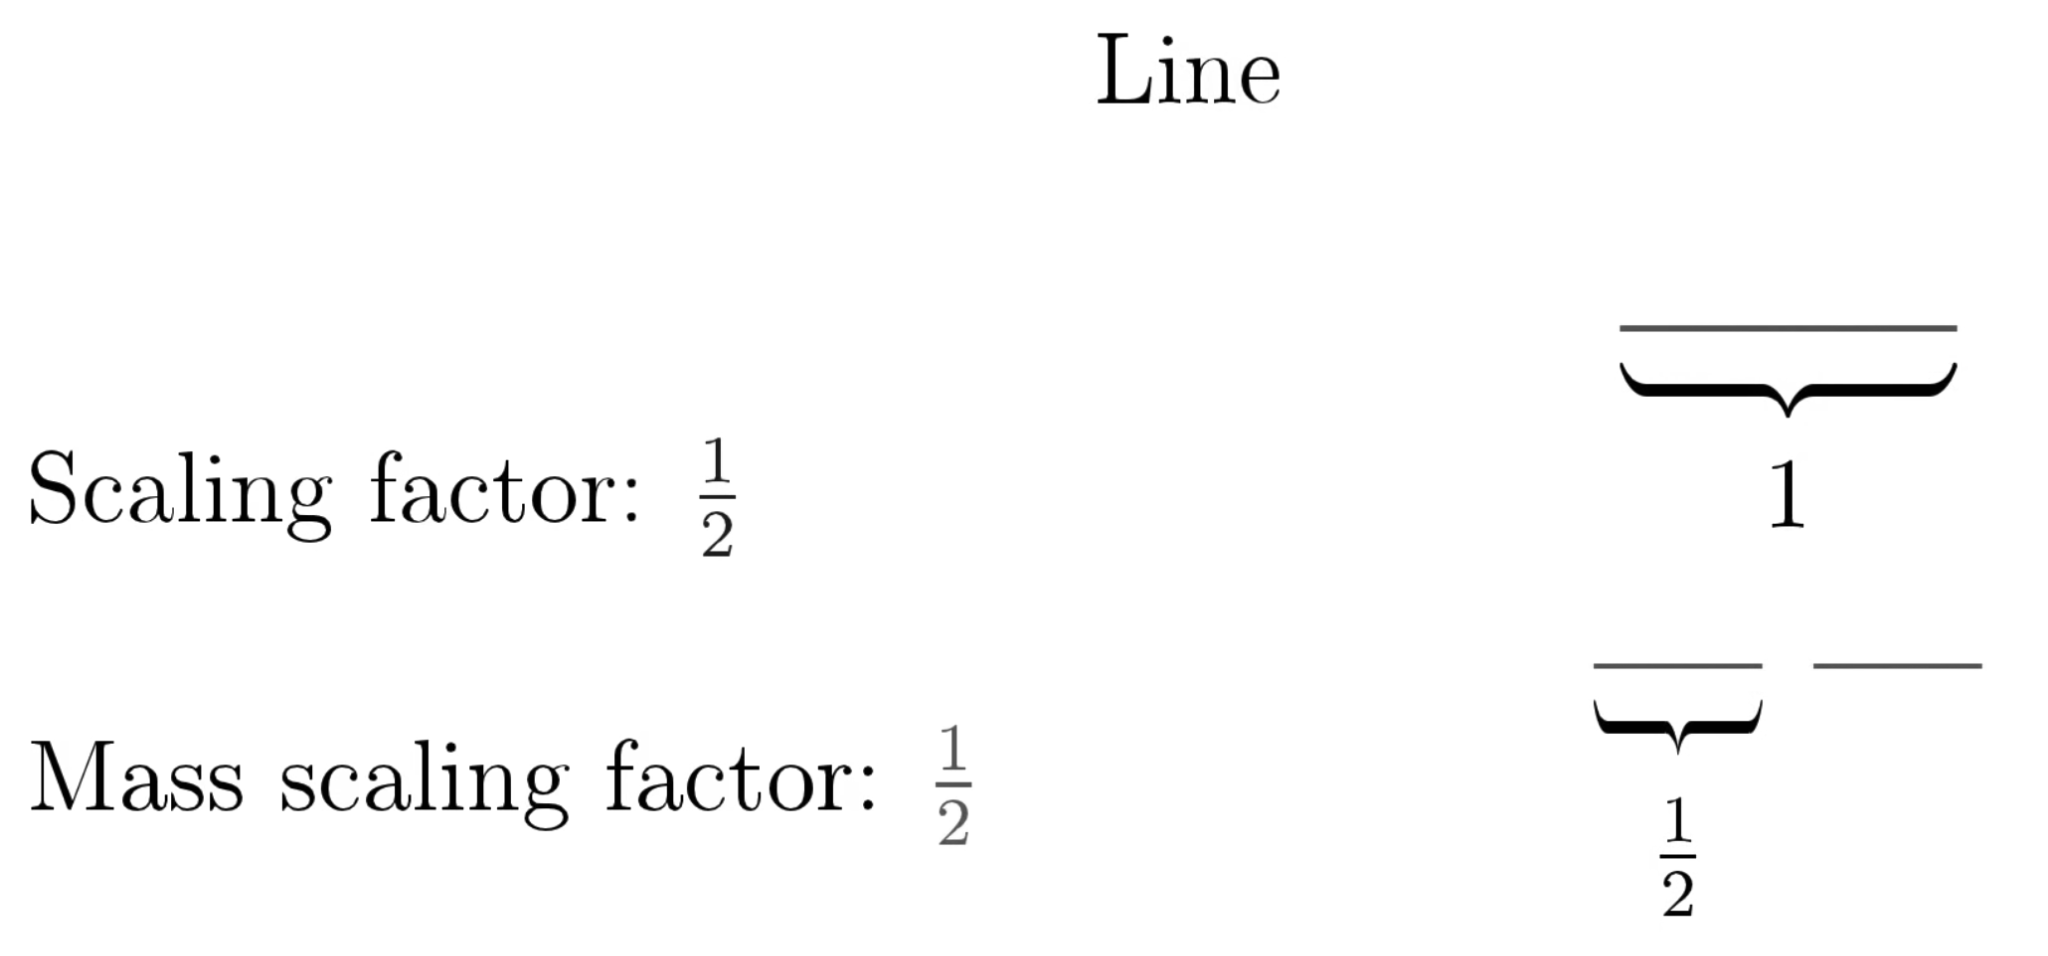 Line
1
Scaling factor: 1/2
Mass scaling factor: 1/2
1/2